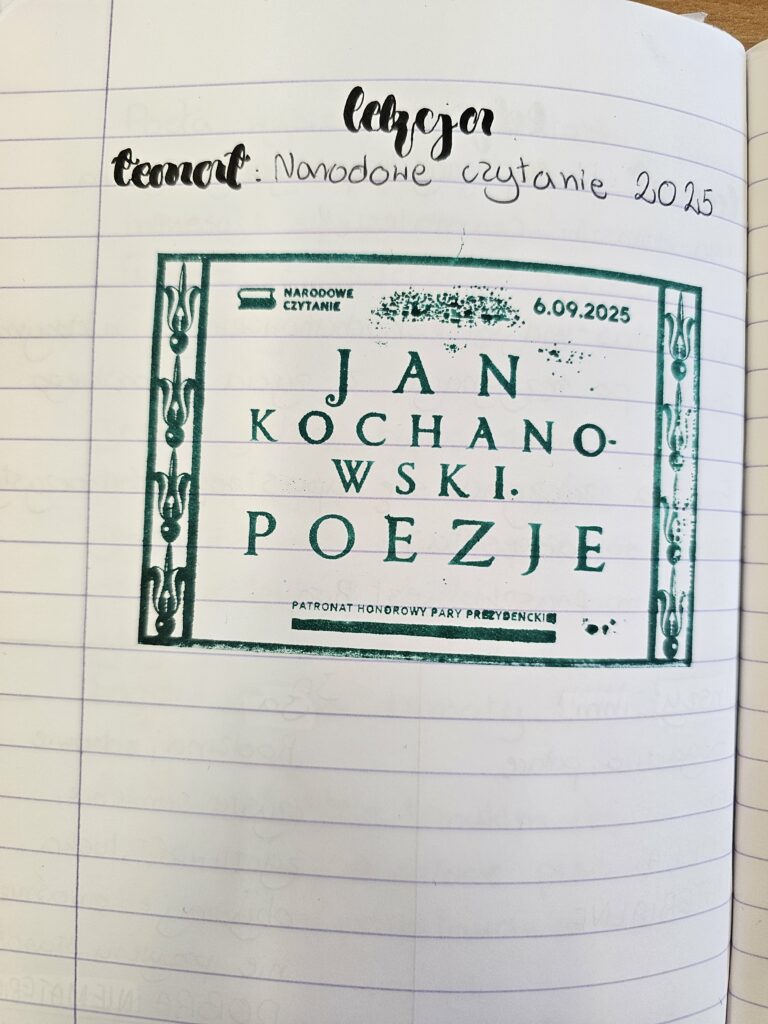 lekcja
temat: Narodowe czytanie 2025
NARODOWE
CZYTANIE
6.09.2025
JAN
KOCHANO-
WSKI.
POEZJE
PATRONAT HONOROWY PARY PREZYDENCKIEJ